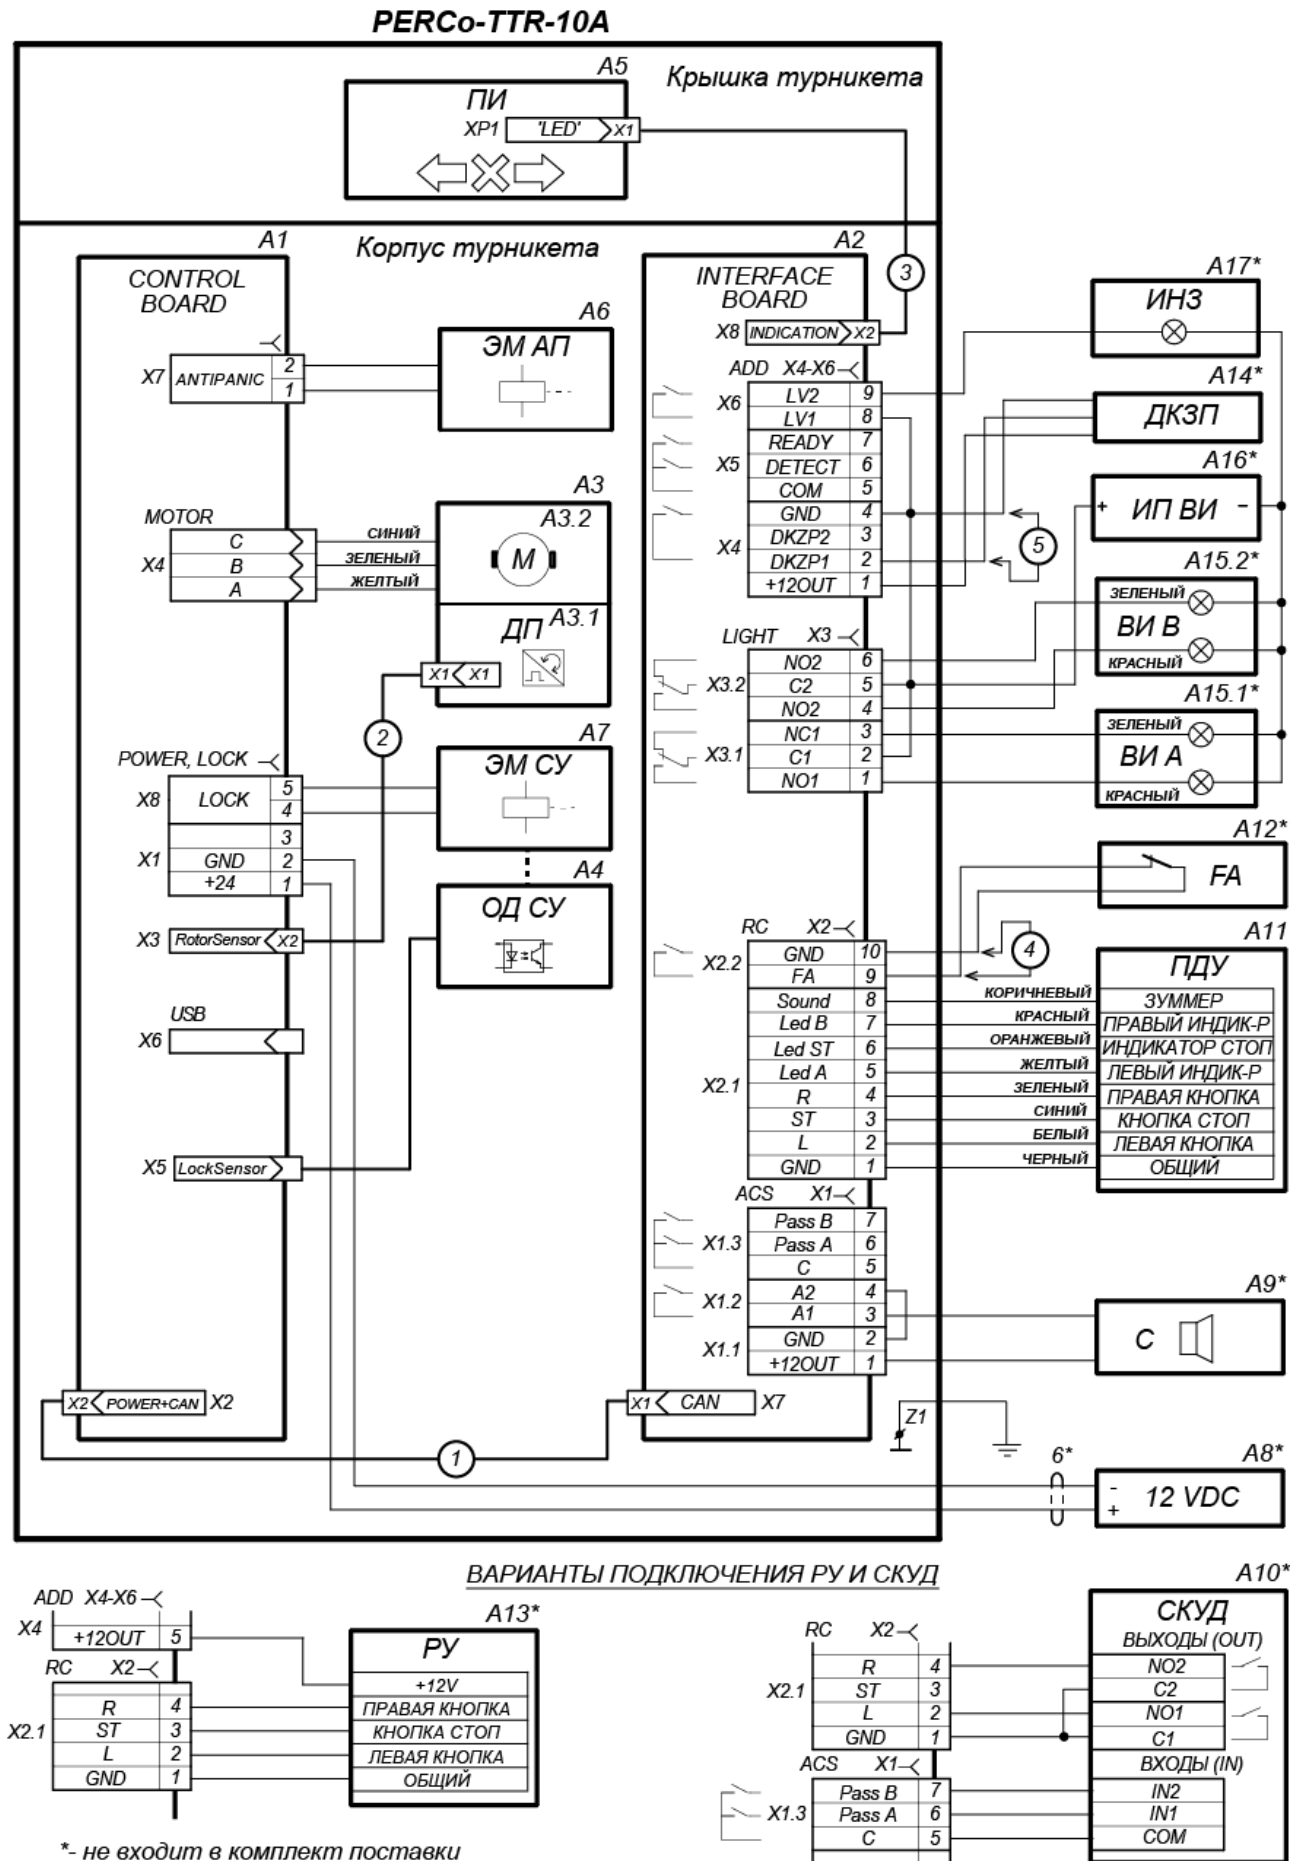 PERCo-TTR-10A
A5
Крышка турникета
ПИ
XP1 'LED' X1
3
A1
Корпус турникета
A2
CONTROL
BOARD
X7 ANTIPANIC
2
1
A6
ЭМ АП
INTERFACE
BOARD
X8 INDICATION X2
A17*
ИНЗ
ADD X4-X6
X6
LV2 9
LV1 8
X5
READY 7
DETECT 6
COM 5
X4
GND 4
DKZP2 3
DKZP1 2
+12OUT 1
A14*
ДКЗП
A16*
+ ИП ВИ -
5
A3
A3.2
M
MOTOR
X4
C СИНИЙ
B ЗЕЛЕНЫЙ
A ЖЕЛТЫЙ
A3.1
ДП
X1 X1
2
A15.2*
ЗЕЛЕНЫЙ
ВИ В
КРАСНЫЙ
LIGHT X3
X3.2
NO2 6
C2 5
NO2 4
X3.1
NC1 3
C1 2
NO1 1
A15.1*
ЗЕЛЕНЫЙ
ВИ А
КРАСНЫЙ
POWER, LOCK
X8 LOCK
5
4
3
X1
GND 2
+24 1
A7
ЭМ СУ
A4
ОД СУ
A12*
FA
X3 RotorSensor X2
USB
X6
X5 LockSensor
RC X2
X2.2
GND 10
FA 9
4
A11
ПДУ
X2.1
Sound 8 КОРИЧНЕВЫЙ ЗУММЕР
Led B 7 КРАСНЫЙ ПРАВЫЙ ИНДИК-Р
Led ST 6 ОРАНЖЕВЫЙ ИНДИКАТОР СТОП
Led A 5 ЖЕЛТЫЙ ЛЕВЫЙ ИНДИК-Р
R 4 ЗЕЛЕНЫЙ ПРАВАЯ КНОПКА
ST 3 СИНИЙ КНОПКА СТОП
L 2 БЕЛЫЙ ЛЕВАЯ КНОПКА
GND 1 ЧЕРНЫЙ ОБЩИЙ
ACS X1
X1.3
Pass B 7
Pass A 6
C 5
X1.2
A2 4
A1 3
X1.1
GND 2
+12OUT 1
A9*
C
X2 POWER+CAN X2
X1 CAN X7
1
Z1
6*
A8*
-
+
12 VDC
ВАРИАНТЫ ПОДКЛЮЧЕНИЯ РУ И СКУД
ADD X4-X6
X4 +12OUT 5
RC X2
X2.1
R 4
ST 3
L 2
GND 1
A13*
РУ
+12V
ПРАВАЯ КНОПКА
КНОПКА СТОП
ЛЕВАЯ КНОПКА
ОБЩИЙ
RC X2
X2.1
R 4
ST 3
L 2
GND 1
ACS X1
X1.3
Pass B 7
Pass A 6
C 5
A10*
СКУД
ВЫХОДЫ (OUT)
NO2
C2
NO1
C1
ВХОДЫ (IN)
IN2
IN1
COM
*- не входит в комплект поставки